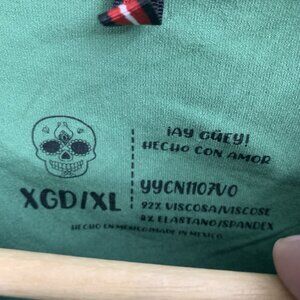 ¡AY GÜEY!
HECHO CON AMOR
XGD/XL
YYCN1107VO
92% VISCOSA/VISCOSE
8% ELASTANO/SPANDEX
HECHO EN MEXICO/MADE IN MEXICO